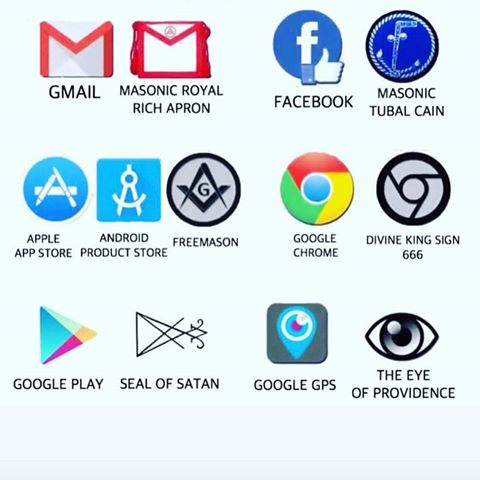 GMAIL
MASONIC ROYAL
RICH APRON
FACEBOOK
MASONIC
TUBAL CAIN
APPLE
APP STORE
ANDROID
PRODUCT STORE
G
FREEMASON
GOOGLE
CHROME
DIVINE KING SIGN
666
GOOGLE PLAY
SEAL OF SATAN
GOOGLE GPS
THE EYE
OF PROVIDENCE